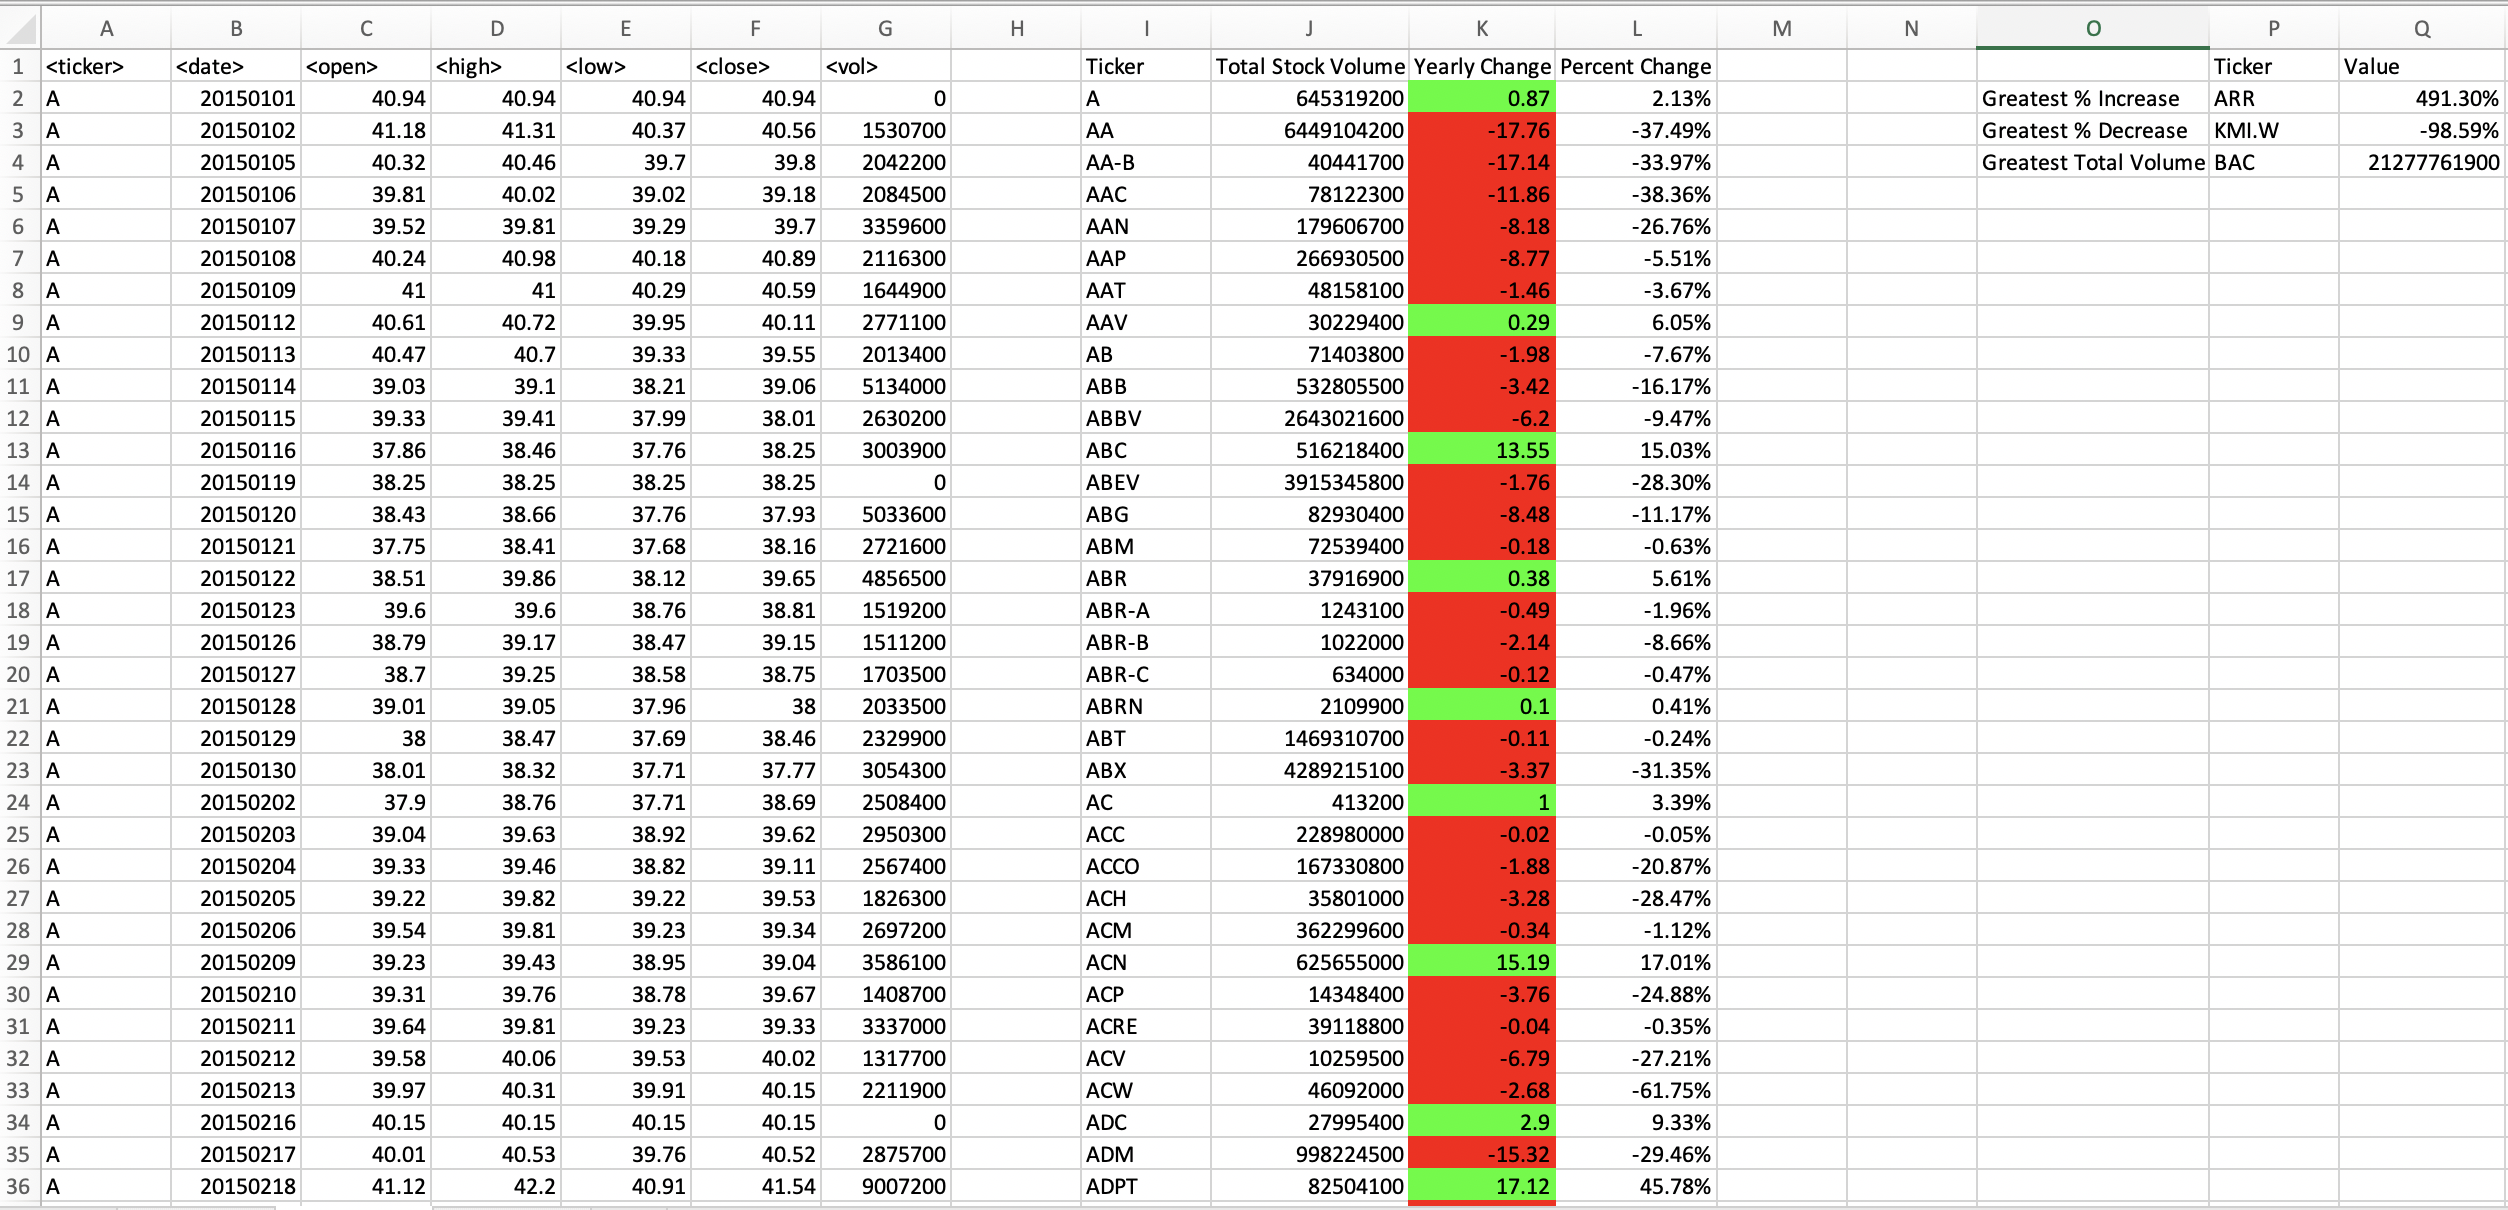 A B C D E F G H I J K L M N O P Q
1 <ticker> <date> <open> <high> <low> <close> <vol> Ticker Total Stock Volume Yearly Change Percent Change Ticker Value
2 A 20150101 40.94 40.94 40.94 40.94 0 A 645319200 0.87 2.13% Greatest % Increase ARR 491.30%
3 A 20150102 41.18 41.31 40.37 40.56 1530700 AA 6449104200 -17.76 -37.49% Greatest % Decrease KMI.W -98.59%
4 A 20150105 40.32 40.46 39.7 39.8 2042200 AA-B 40441700 -17.14 -33.97% Greatest Total Volume BAC 21277761900
5 A 20150106 39.81 40.02 39.02 39.18 2084500 AAC 78122300 -11.86 -38.36%
6 A 20150107 39.52 39.81 39.29 39.7 3359600 AAN 179606700 -8.18 -26.76%
7 A 20150108 40.24 40.98 40.18 40.89 2116300 AAP 266930500 -8.77 -5.51%
8 A 20150109 41 41 40.29 40.59 1644900 AAT 48158100 -1.46 -3.67%
9 A 20150112 40.61 40.72 39.95 40.11 2771100 AAV 30229400 0.29 6.05%
10 A 20150113 40.47 40.7 39.33 39.55 2013400 AB 71403800 -1.98 -7.67%
11 A 20150114 39.03 39.1 38.21 39.06 5134000 ABB 532805500 -3.42 -16.17%
12 A 20150115 39.33 39.41 37.99 38.01 2630200 ABBV 2643021600 -6.2 -9.47%
13 A 20150116 37.86 38.46 37.76 38.25 3003900 ABC 516218400 13.55 15.03%
14 A 20150119 38.25 38.25 38.25 38.25 0 ABEV 3915345800 -1.76 -28.30%
15 A 20150120 38.43 38.66 37.76 37.93 5033600 ABG 82930400 -8.48 -11.17%
16 A 20150121 37.75 38.41 37.68 38.16 2721600 ABM 72539400 -0.18 -0.63%
17 A 20150122 38.51 39.86 38.12 39.65 4856500 ABR 37916900 0.38 5.61%
18 A 20150123 39.6 39.6 38.76 38.81 1519200 ABR-A 1243100 -0.49 -1.96%
19 A 20150126 38.79 39.17 38.47 39.15 1511200 ABR-B 1022000 -2.14 -8.66%
20 A 20150127 38.7 39.25 38.58 38.75 1703500 ABR-C 634000 -0.12 -0.47%
21 A 20150128 39.01 39.05 37.96 38 2033500 ABRN 2109900 0.1 0.41%
22 A 20150129 38 38.47 37.69 38.46 2329900 ABT 1469310700 -0.11 -0.24%
23 A 20150130 38.01 38.32 37.71 37.77 3054300 ABX 4289215100 -3.37 -31.35%
24 A 20150202 37.9 38.76 37.71 38.69 2508400 AC 413200 1 3.39%
25 A 20150203 39.04 39.63 38.92 39.62 2950300 ACC 228980000 -0.02 -0.05%
26 A 20150204 39.33 39.46 38.82 39.11 2567400 ACCO 167330800 -1.88 -20.87%
27 A 20150205 39.22 39.82 39.22 39.53 1826300 ACH 35801000 -3.28 -28.47%
28 A 20150206 39.54 39.81 39.23 39.34 2697200 ACM 362299600 -0.34 -1.12%
29 A 20150209 39.23 39.43 38.95 39.04 3586100 ACN 625655000 15.19 17.01%
30 A 20150210 39.31 39.76 38.78 39.67 1408700 ACP 14348400 -3.76 -24.88%
31 A 20150211 39.64 39.81 39.23 39.33 3337000 ACRE 39118800 -0.04 -0.35%
32 A 20150212 39.58 40.06 39.53 40.02 1317700 ACV 10259500 -6.79 -27.21%
33 A 20150213 39.97 40.31 39.91 40.15 2211900 ACW 46092000 -2.68 -61.75%
34 A 20150216 40.15 40.15 40.15 40.15 0 ADC 27995400 2.9 9.33%
35 A 20150217 40.01 40.53 39.76 40.52 2875700 ADM 998224500 -15.32 -29.46%
36 A 20150218 41.12 42.2 40.91 41.54 9007200 ADPT 82504100 17.12 45.78%